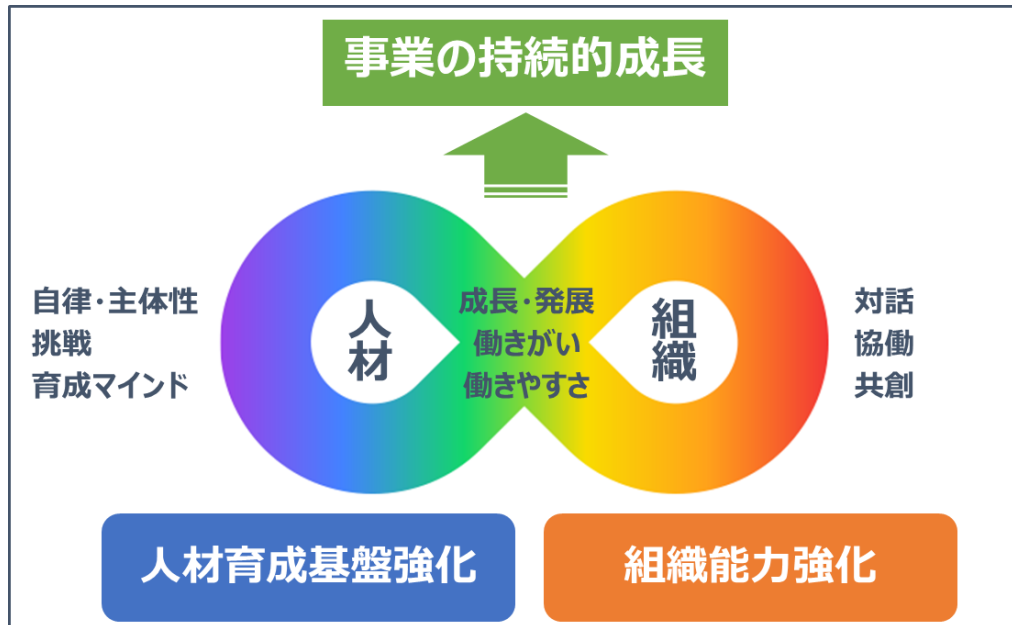 事業の持続的成長
自律・主体性
挑戦
育成マインド
人材
成長・発展
働きがい
働きやすさ
組織
対話
協働
共創
人材育成基盤強化
組織能力強化